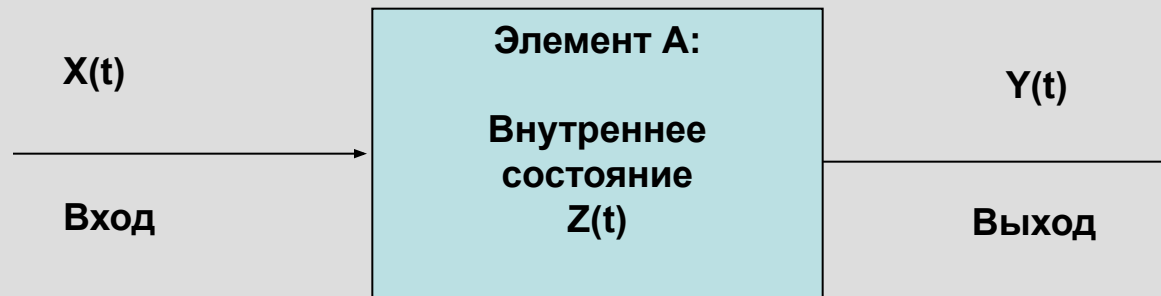 X(t)
Вход
Элемент А:
Внутреннее
состояние
Z(t)
Y(t)
Выход